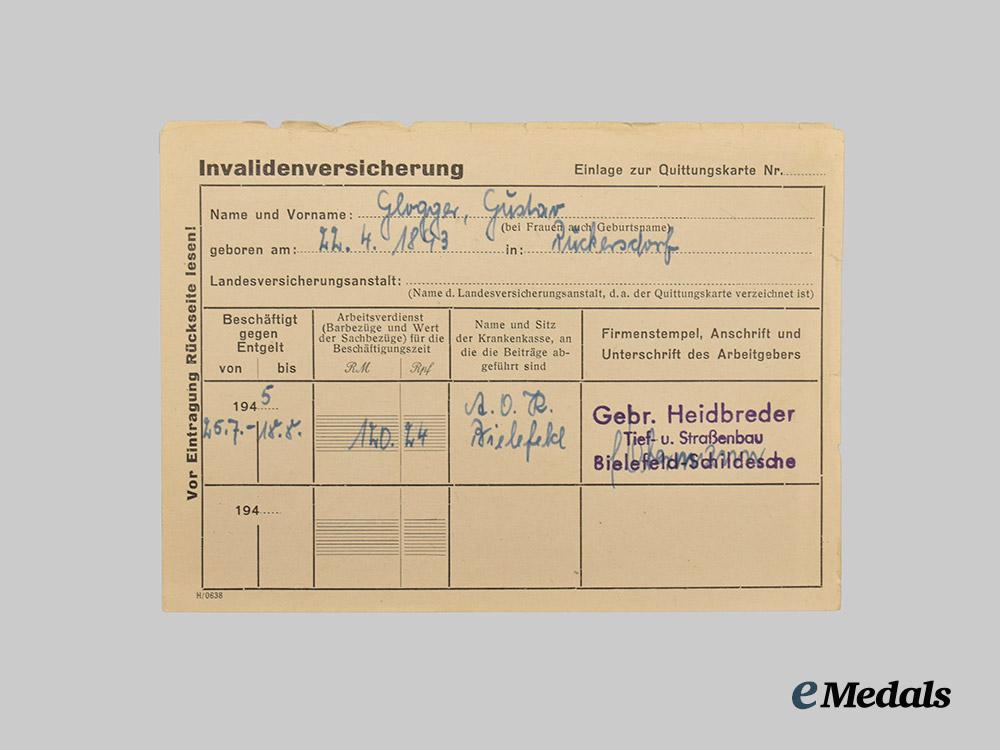 Invalidenversicherung
Einlage zur Quittungskarte Nr.
Vor Eintragung Rückseite lesen!
Name und Vorname: Glogger, Gustav
(bei Frauen auch Geburtsname)
geboren am: 22. 4. 1893 in: Rückersdorf
Landesversicherungsanstalt:
(Name d. Landesversicherungsanstalt, d. a. der Quittungskarte verzeichnet ist)
Beschäftigt
gegen
Entgelt
von bis
Arbeitsverdienst
(Barbezüge und Wert
der Sachbezüge) für die
Beschäftigungszeit
RM Rpf
Name und Sitz
der Krankenkasse, an
die die Beiträge ab-
geführt sind
Firmenstempel, Anschrift und
Unterschrift des Arbeitgebers
194 5
25.7.- 18.8.
120. 24
A. O. K.
Bielefeld
Gebr. Heidbreder
Tief- u. Straßenbau
Bielefeld-Schildesche
194
H/0638
eMedals